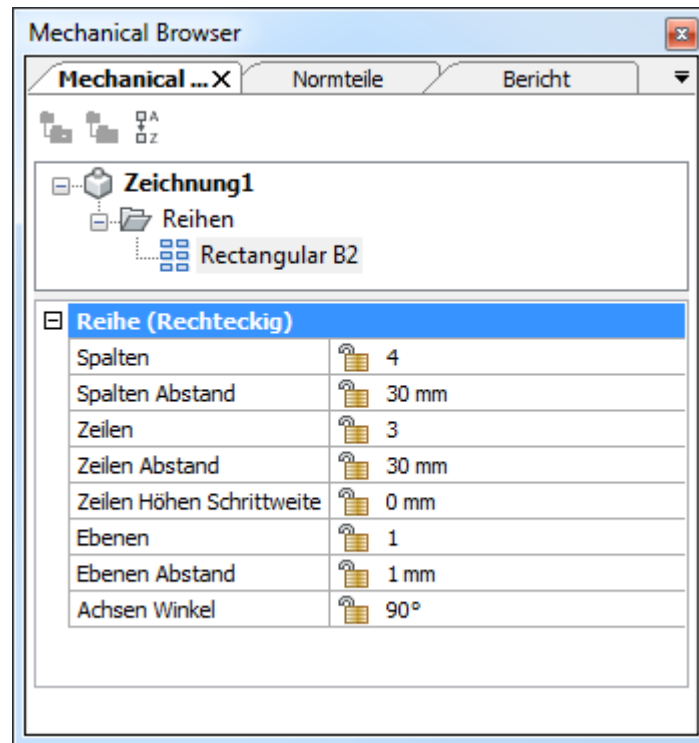 Mechanical Browser
Mechanical ...X Normteile Bericht
A
Z
Zeichnung1
Reihen
Rectangular B2
Reihe (Rechteckig)
Spalten 4
Spalten Abstand 30 mm
Zeilen 3
Zeilen Abstand 30 mm
Zeilen Höhen Schrittweite 0 mm
Ebenen 1
Ebenen Abstand 1 mm
Achsen Winkel 90°